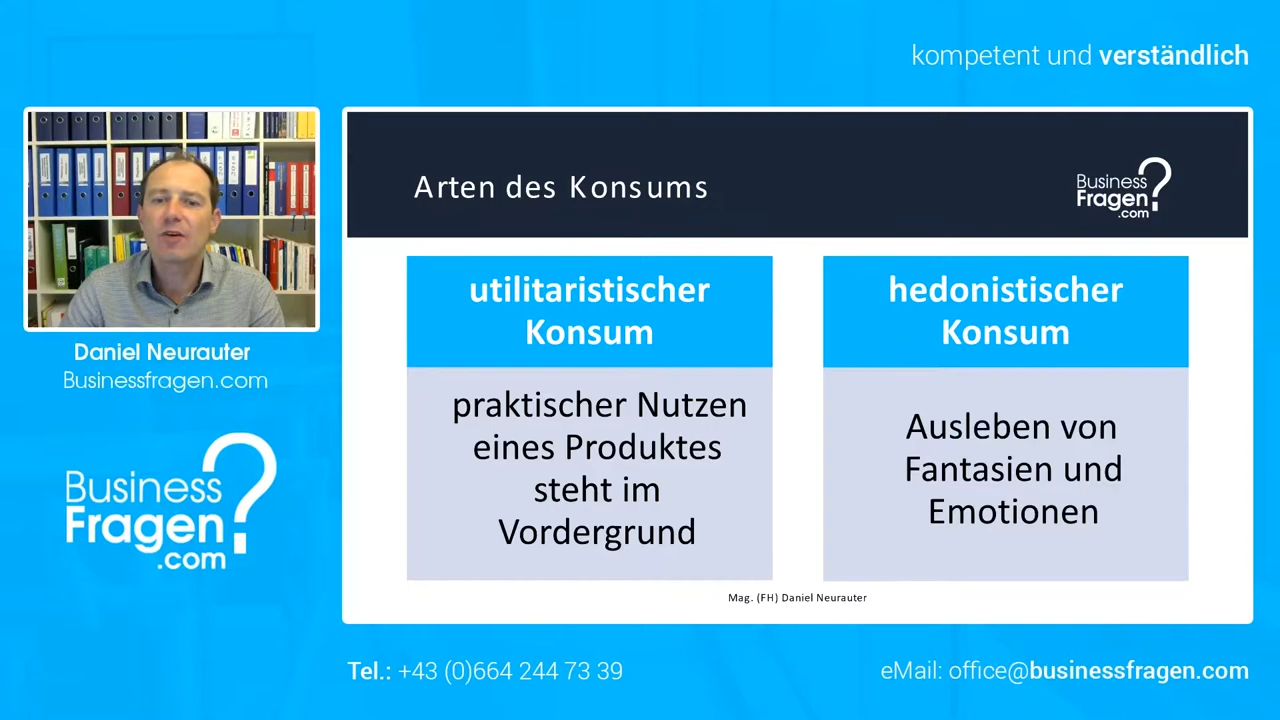 kompetent und verständlich
Daniel Neurauter
Businessfragen.com
Business
Fragen
.com
?
Arten des Konsums
Business
Fragen
.com
?
utilitaristischer
Konsum
praktischer Nutzen
eines Produktes
steht im
Vordergrund
hedonistischer
Konsum
Ausleben von
Fantasien und
Emotionen
Mag. (FH) Daniel Neurauter
Tel.: +43 (0)664 244 73 39
eMail: office@businessfragen.com